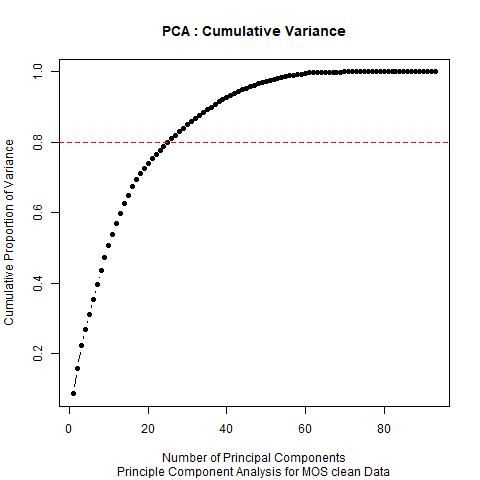 PCA : Cumulative Variance
Cumulative Proportion of Variance
1.0
0.8
0.6
0.4
0.2
0 20 40 60 80
Number of Principal Components
Principle Component Analysis for MOS clean Data